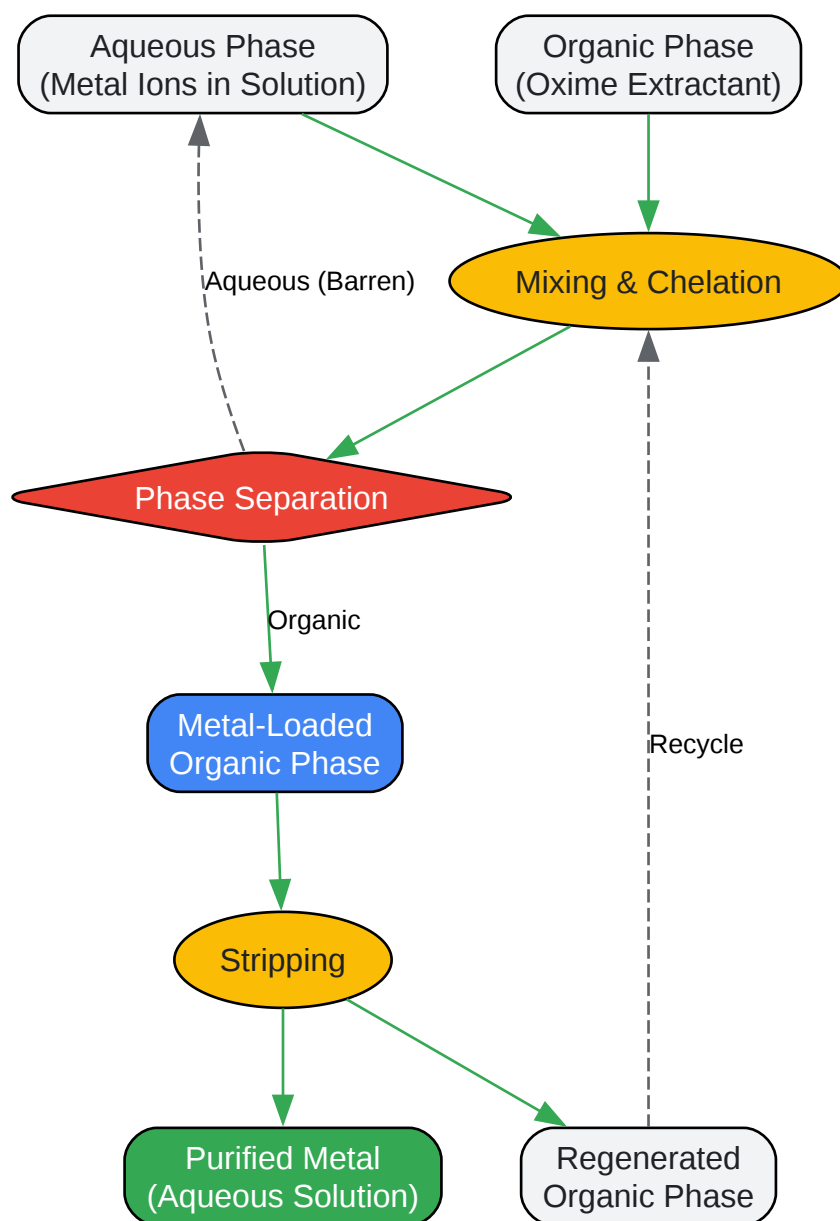 Aqueous Phase
(Metal Ions in Solution)
Organic Phase
(Oxime Extractant)
Aqueous (Barren)
Mixing & Chelation
Phase Separation
Organic
Metal-Loaded
Organic Phase
Recycle
Stripping
Purified Metal
(Aqueous Solution)
Regenerated
Organic Phase